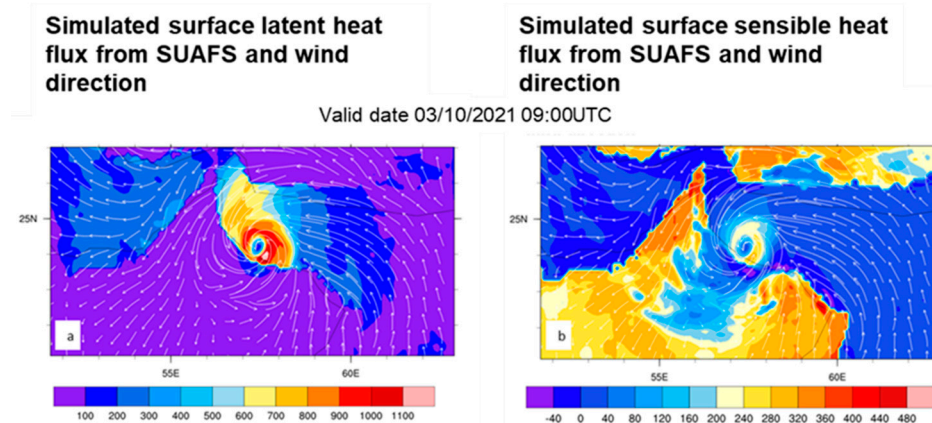 Simulated surface latent heat
flux from SUAFS and wind
direction
Simulated surface sensible heat
flux from SUAFS and wind
direction
Valid date 03/10/2021 09:00UTC
25N
a
55E
60E
100 200 300 400 500 600 700 800 900 1000 1100
25N
b
55E
60E
-40 0 40 80 120 160 200 240 280 320 360 400 440 480